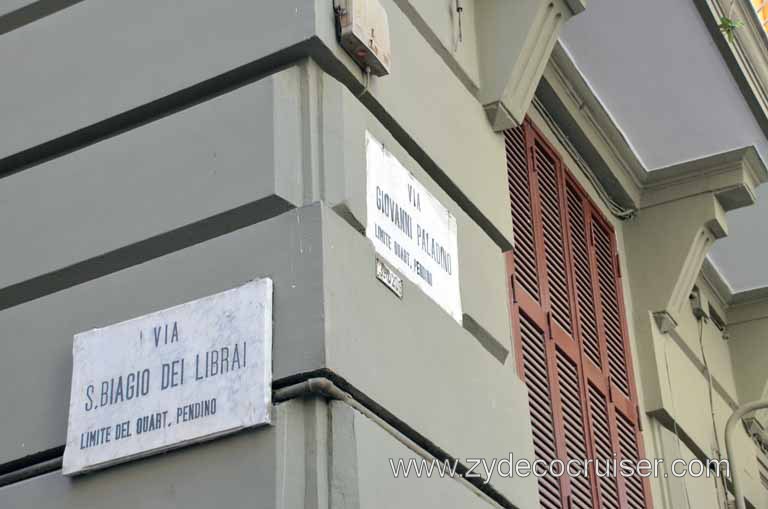 VIA
S. BIAGIO DEI LIBRAI
LIMITE DEL QUART. PENDINO
VIA
GIOVANNI PALADINO
LIMITE QUART. PENDINO
www.zydecocruiser.com